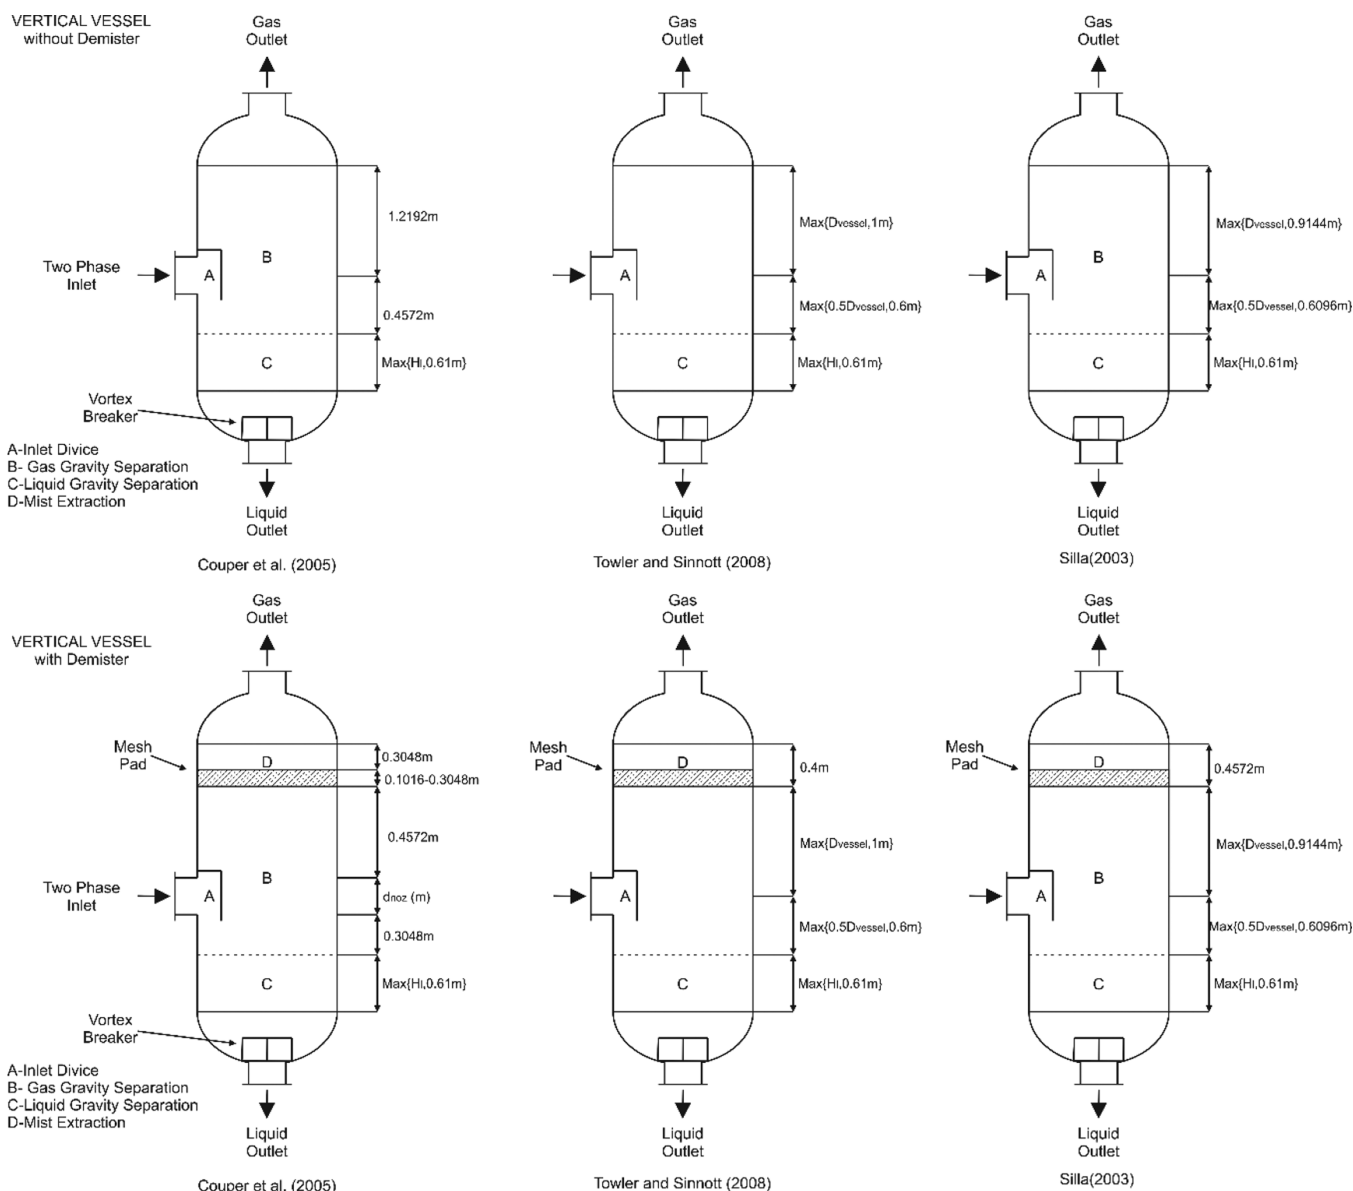 VERTICAL VESSEL
without Demister
Gas
Outlet
1.2192m
Two Phase
Inlet
A
B
0.4572m
C
Max{Hl,0.61m}
Vortex
Breaker
A-Inlet Divice
B- Gas Gravity Separation
C-Liquid Gravity Separation
D-Mist Extraction
Liquid
Outlet
Couper et al. (2005)
Gas
Outlet
Max{Dvessel,1m}
A
Max{0.5Dvessel,0.6m}
C
Max{Hl,0.61m}
Liquid
Outlet
Towler and Sinnott (2008)
Gas
Outlet
Max{Dvessel,0.9144m}
B
A
Max{0.5Dvessel,0.6096m}
C
Max{Hl,0.61m}
Liquid
Outlet
Silla(2003)
VERTICAL VESSEL
with Demister
Gas
Outlet
Mesh
Pad
D
0.3048m
0.1016-0.3048m
0.4572m
Two Phase
Inlet
A
B
dnoz (m)
0.3048m
C
Max{Hl,0.61m}
Vortex
Breaker
A-Inlet Divice
B- Gas Gravity Separation
C-Liquid Gravity Separation
D-Mist Extraction
Liquid
Outlet
Couper et al. (2005)
Gas
Outlet
Mesh
Pad
D
0.4m
Max{Dvessel,1m}
A
Max{0.5Dvessel,0.6m}
C
Max{Hl,0.61m}
Liquid
Outlet
Towler and Sinnott (2008)
Gas
Outlet
Mesh
Pad
D
0.4572m
Max{Dvessel,0.9144m}
B
A
Max{0.5Dvessel,0.6096m}
C
Max{Hl,0.61m}
Liquid
Outlet
Silla(2003)